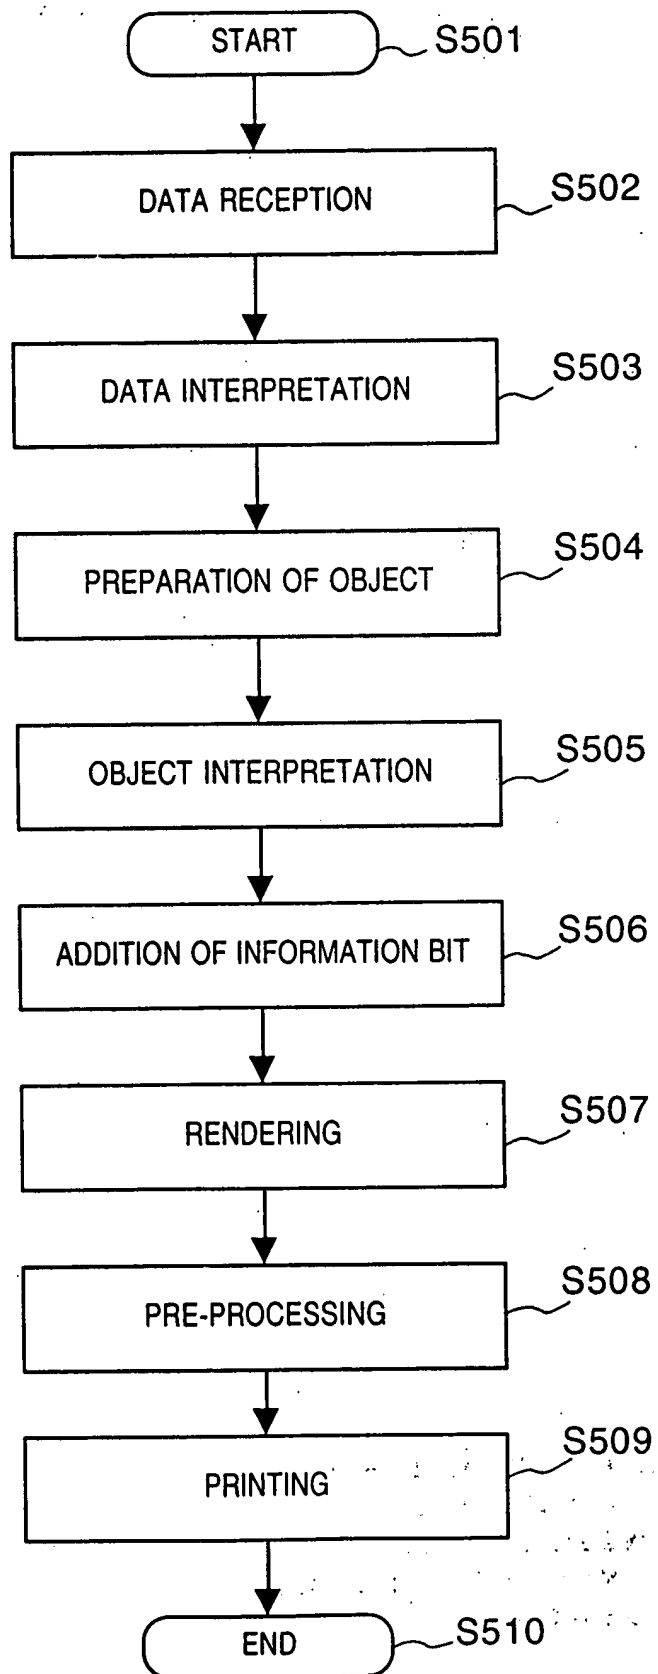 START S501
DATA RECEPTION S502
DATA INTERPRETATION S503
PREPARATION OF OBJECT S504
OBJECT INTERPRETATION S505
ADDITION OF INFORMATION BIT S506
RENDERING S507
PRE-PROCESSING S508
PRINTING S509
END S510